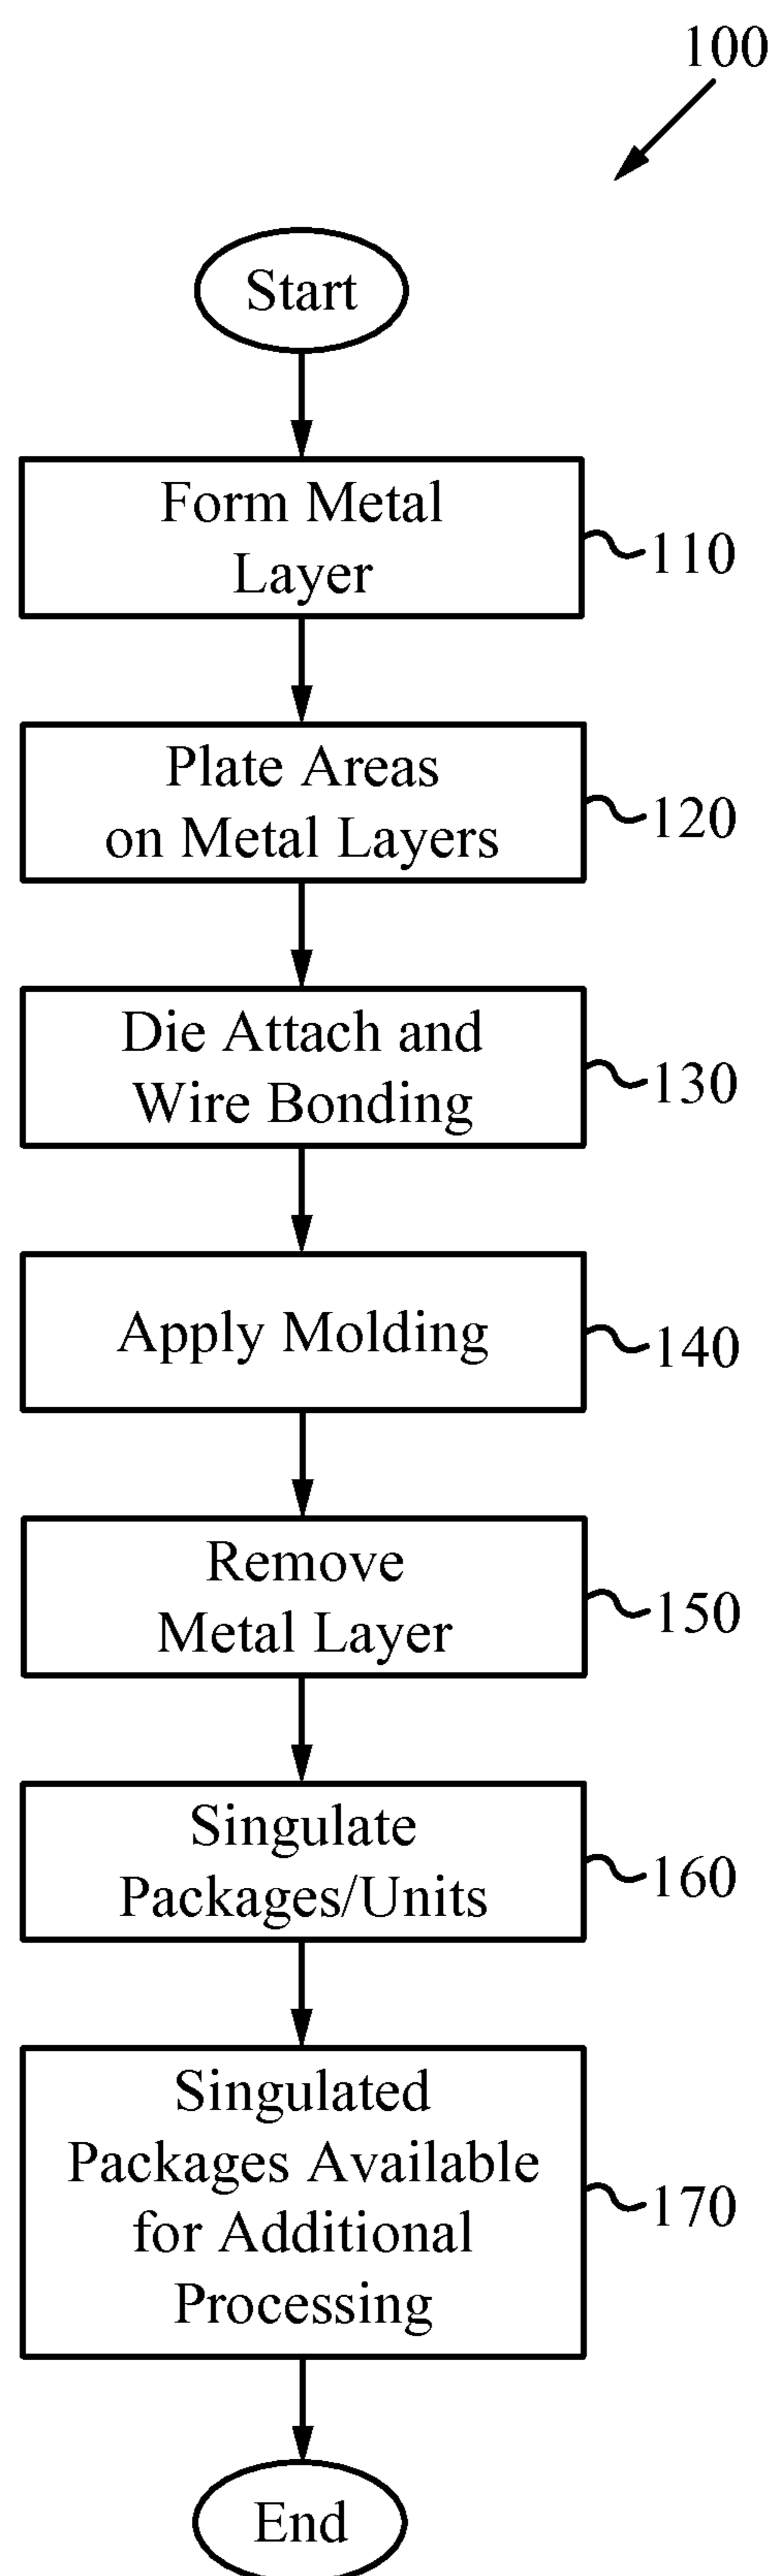 100
Start
Form Metal
Layer
110
Plate Areas
on Metal Layers
120
Die Attach and
Wire Bonding
130
Apply Molding
140
Remove
Metal Layer
150
Singulate
Packages/Units
160
Singulated
Packages Available
for Additional
Processing
170
End